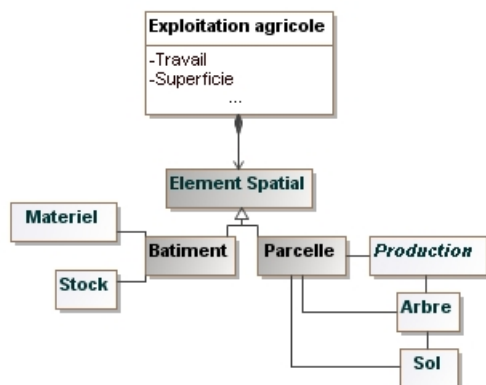 Exploitation agricole
-Travail
-Superficie
...
Element Spatial
Materiel
Batiment
Parcelle
Production
Stock
Arbre
Sol